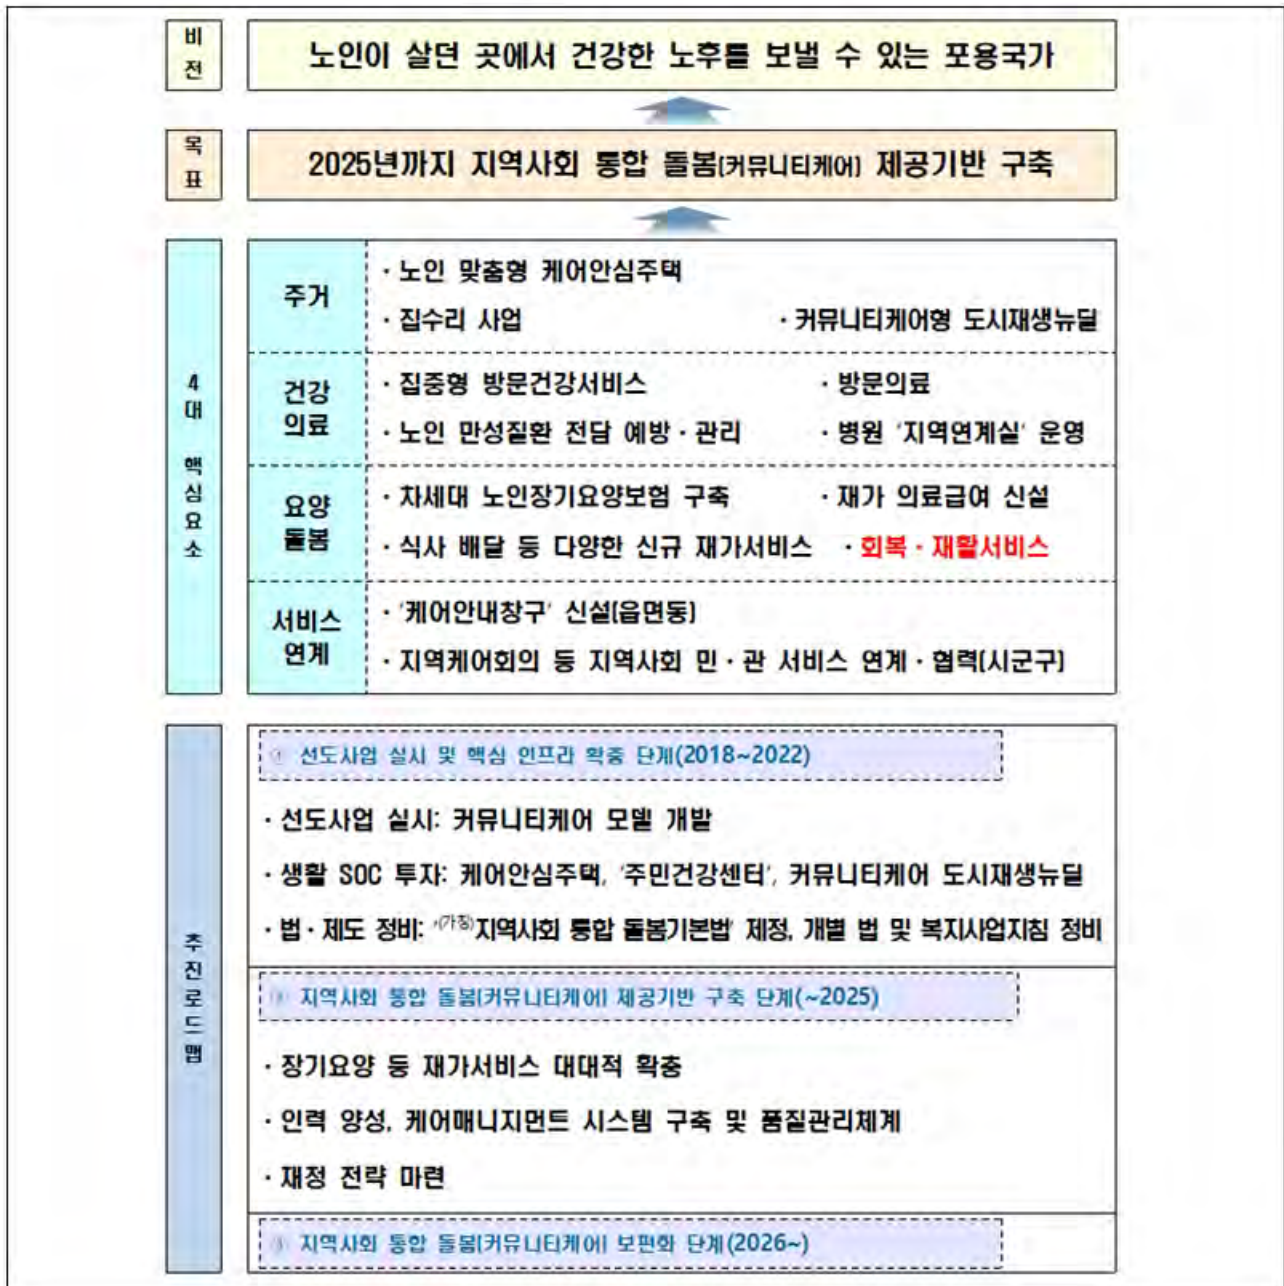 비전
노인이 살던 곳에서 건강한 노후를 보낼 수 있는 포용국가
목표
2025년까지 지역사회 통합 돌봄(커뮤니티케어) 제공기반 구축
4대 핵심요소
주거
· 노인 맞춤형 케어안심주택
· 집수리 사업 · 커뮤니티케어형 도시재생뉴딜
건강
의료
· 집중형 방문건강서비스 · 방문의료
· 노인 만성질환 전담 예방 · 관리 · 병원 '지역연계실' 운영
요양
돌봄
· 차세대 노인장기요양보험 구축 · 재가 의료급여 신설
· 식사 배달 등 다양한 신규 재가서비스 · 회복 · 재활서비스
서비스
연계
· '케어안내창구' 신설(읍면동)
· 지역케어회의 등 지역사회 민 · 관 서비스 연계 · 협력(시군구)
추진로드맵
① 선도사업 실시 및 핵심 인프라 확충 단계(2018~2022)
· 선도사업 실시: 커뮤니티케어 모델 개발
· 생활 SOC 투자: 케어안심주택, '주민건강센터', 커뮤니티케어 도시재생뉴딜
· 법 · 제도 정비: '(가칭)지역사회 통합 돌봄기본법' 제정, 개별 법 및 복지사업지침 정비
② 지역사회 통합 돌봄(커뮤니티케어) 제공기반 구축 단계(~2025)
· 장기요양 등 재가서비스 대대적 확충
· 인력 양성, 케어매니지먼트 시스템 구축 및 품질관리체계
· 재정 전략 마련
③ 지역사회 통합 돌봄(커뮤니티케어) 보편화 단계(2026~)